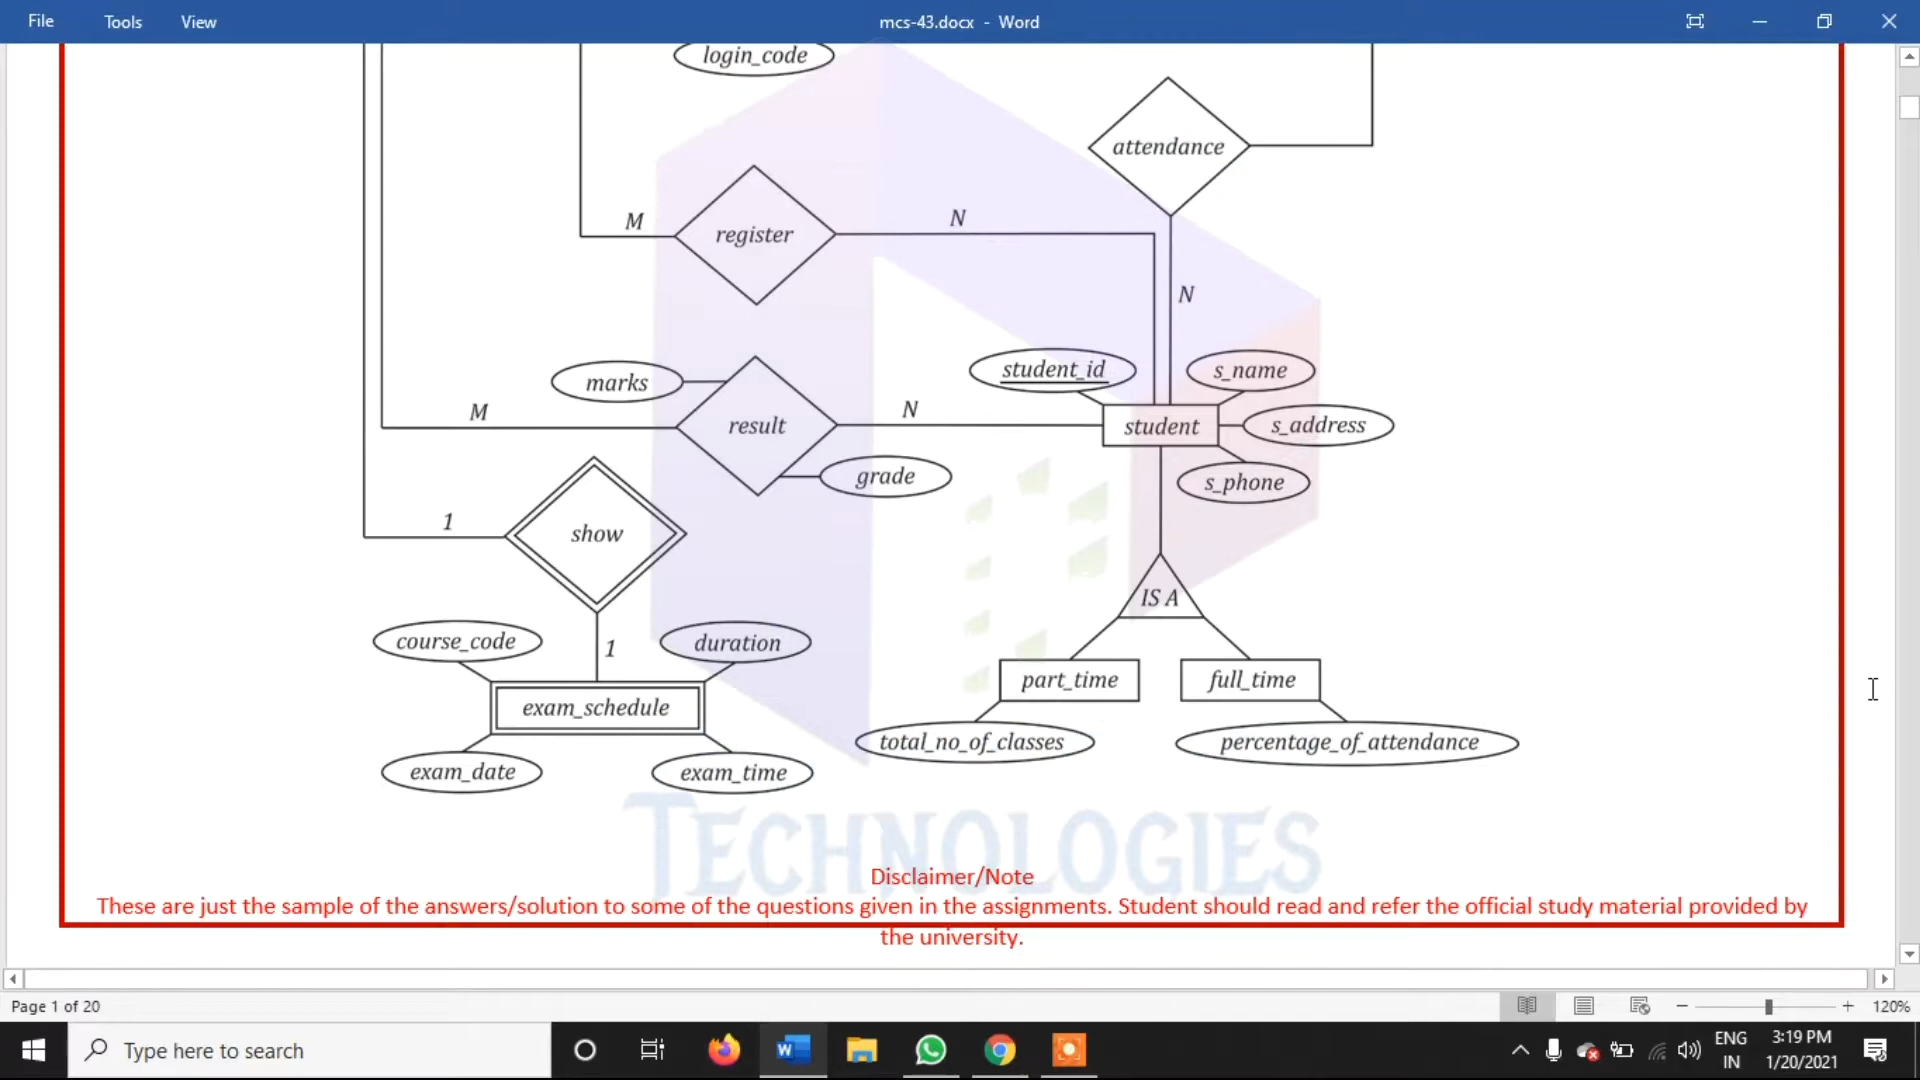 File Tools View mcs-43.docx - Word
login_code
attendance
M register N
N
marks student_id s_name
M result N student s_address
grade s_phone
1 show
IS A
course_code 1 duration
exam_schedule part_time full_time
exam_date exam_time total_no_of_classes percentage_of_attendance
TECHNOLOGIES
Disclaimer/Note
These are just the sample of the answers/solution to some of the questions given in the assignments. Student should read and refer the official study material provided by
the university.
Page 1 of 20 120%
Type here to search ENG 3:19 PM
IN 1/20/2021